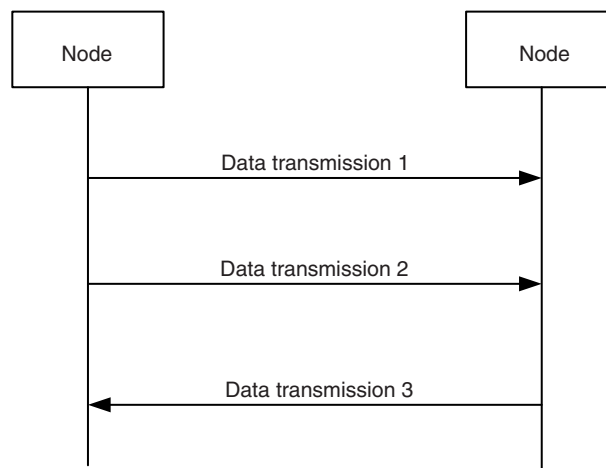 Node
Node
Data transmission 1
Data transmission 2
Data transmission 3